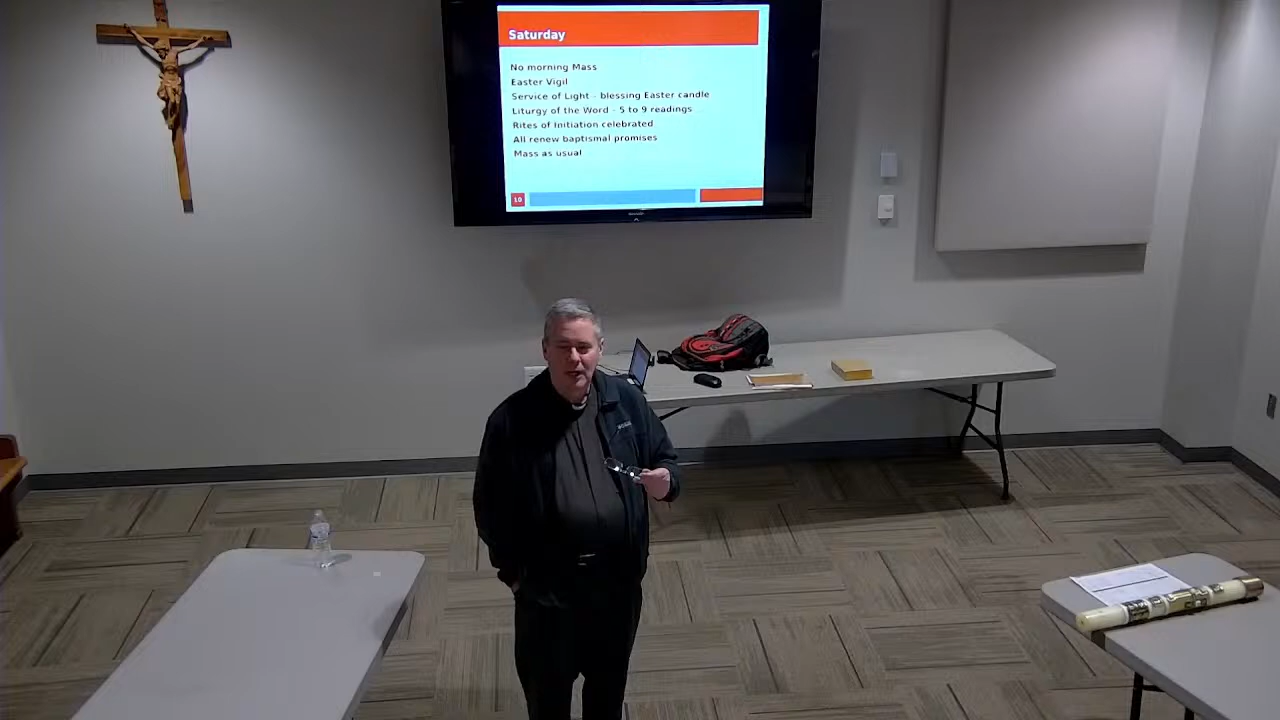 Saturday
No morning Mass
Easter Vigil
Service of Light - blessing Easter candle
Liturgy of the Word - 5 to 9 readings
Rites of Initiation celebrated
All renew baptismal promises
Mass as usual
10